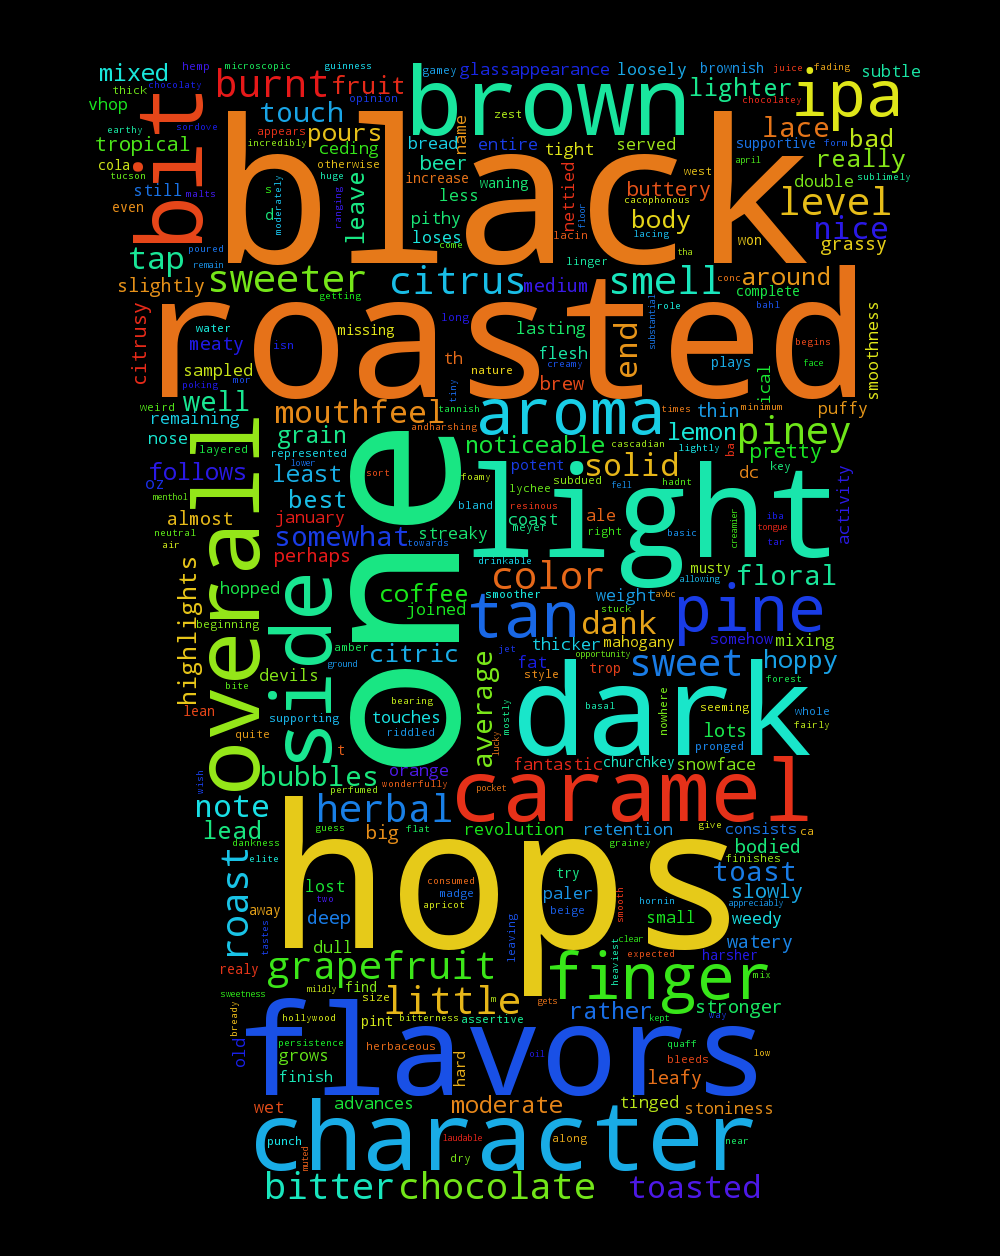 mixed hemp microscopic guinness gamey glassappearance loosely brownish juice fading subtle
thick chocolaty burnt fruit brown lighter chocolatey ipa
vhop sordove touch opinion zest lace
earthy appears pours name entire tight served supportive form bad
tropical bit incredibly ceding bread april really
cola otherwise beer west double sublimely
tucson malts huge increase waning cacophonous buttery
still black less
even s moderately ranging leave pithy nettled floor body level nice
d loses come lacin lacing won grassy
poured tap linger tha
remain slightly sweeter citrus medium smell conc around
getting complete
citrusy roasted long lasting substantial role bahl smoothness
water missing end
meaty isn flesh plays begins
sampled th nature creamy face
poking mor tiny brew ical
well mouthfeel tannish aroma times thin minimum puffy
weird remaining andharshing lightly lemon piney
nose layered grain noticeable cascadian ba pretty
represented lower sort potent solid key
follows least foamy subdued fell dc
oz menthol best bland lychee resinous hadnt light activity
almost january streaky coast meyer ale creamier iba
neutral somewhat right basic tongue
air perhaps towards drinkable tar
overall one musty
highlights side hopped coffee smoother color weight avbc allowing floral
beginning joined tan stuck dank pine
amber thicker mahogany somehow mixing
ground citric jet opportunity sweet hoppy
bite devils fat style trop forest
lean bearing average mostly dark basal nowhere seeming whole
supporting touches lots fairly
quite riddled lucky pronged
t fantastic churchkey snowface
wish bubbles orange
perfumed wonderfully pocket caramel
note herbal
lead guess big flat revolution retention give consists ca
dankness grainey bodied
elite hops finishes
roast lost consumed try toast
two madge paler slowly
away apricot beige smooth hornin appreciably
deep small weedy
tastes dull leaving clear watery
realy grapefruit heaviest expected harsher
mildly find finger mix
sweetness size little m gets rather stronger
bready hollywood pint bitterness assertive kept way
old persistence flavors quaff
grows herbaceous oil bleeds low
finish hard leafy
wet advances moderate tinged stoniness
punch muted character laudable along near
dry
bitter chocolate toasted